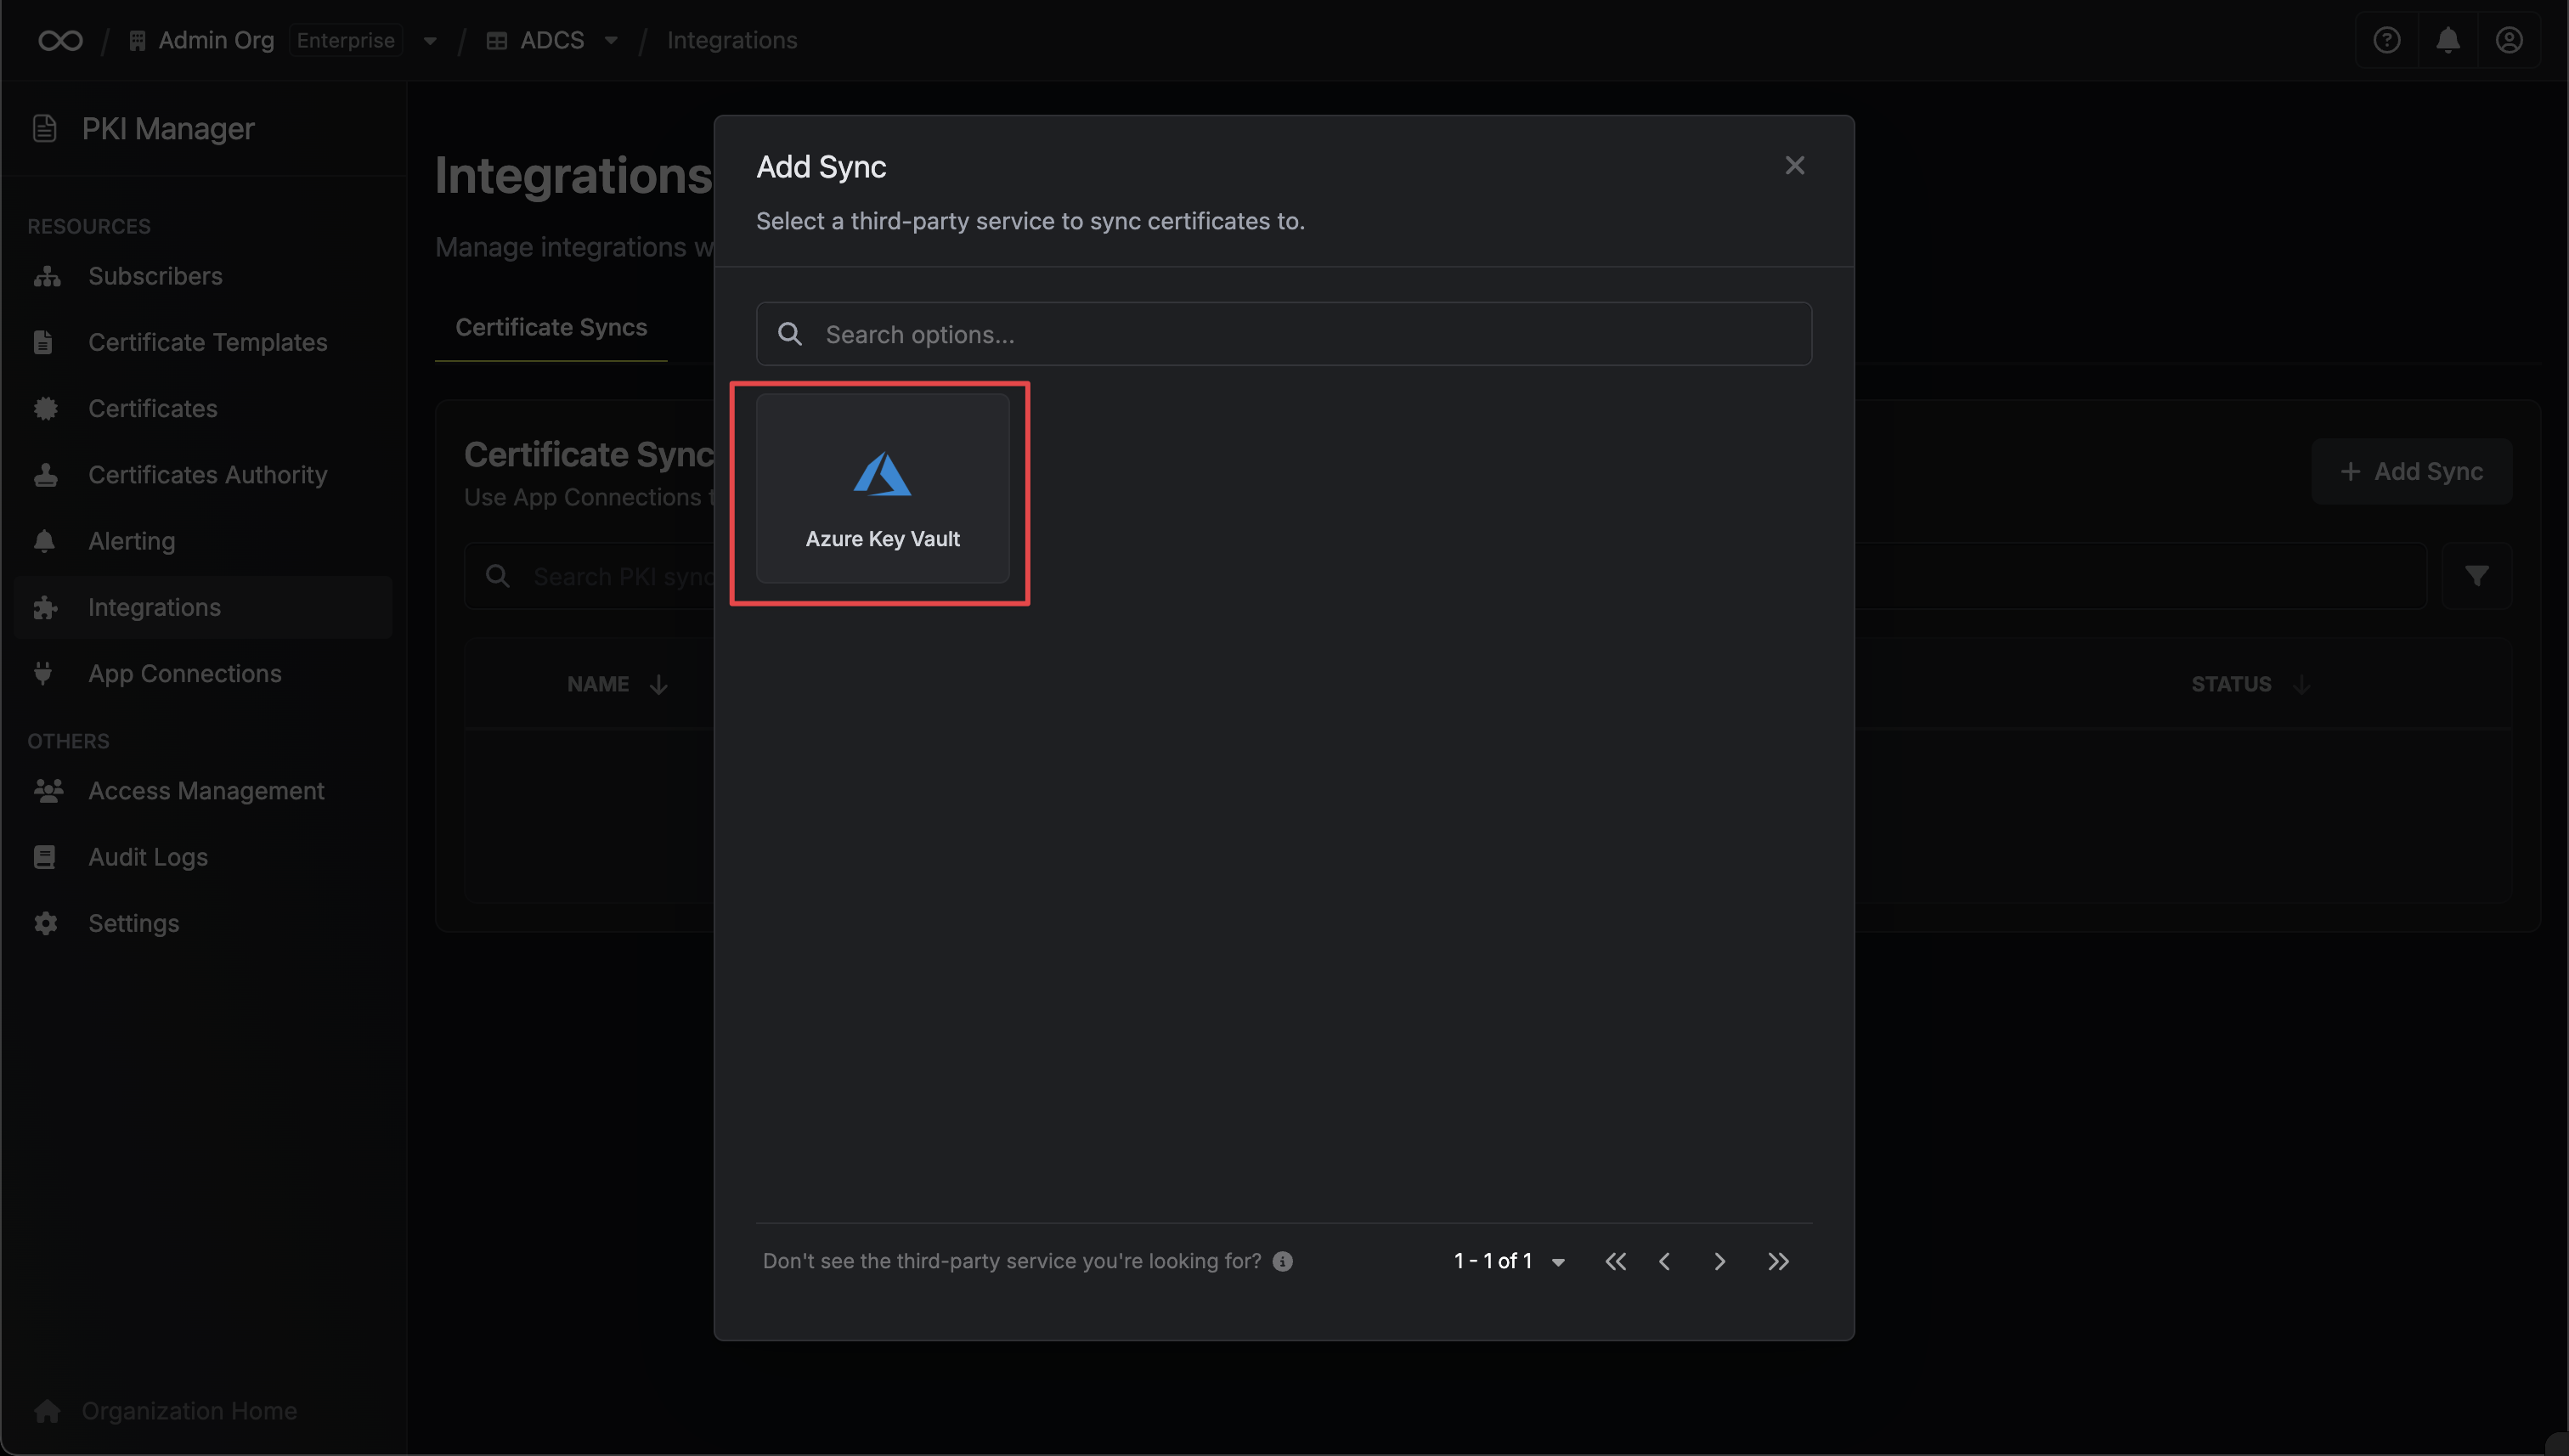 Admin Org Enterprise
ADCS
Integrations
PKI Manager
RESOURCES
Subscribers
Certificate Templates
Certificates
Certificates Authority
Alerting
Integrations
App Connections
OTHERS
Access Management
Audit Logs
Settings
Organization Home
Integrations
Manage integrations w
Certificate Syncs
Certificate Sync
Use App Connections t
Add Sync
Search PKI sync
NAME
STATUS
Add Sync
Select a third-party service to sync certificates to.
Search options...
Azure Key Vault
Don't see the third-party service you're looking for?
1 - 1 of 1